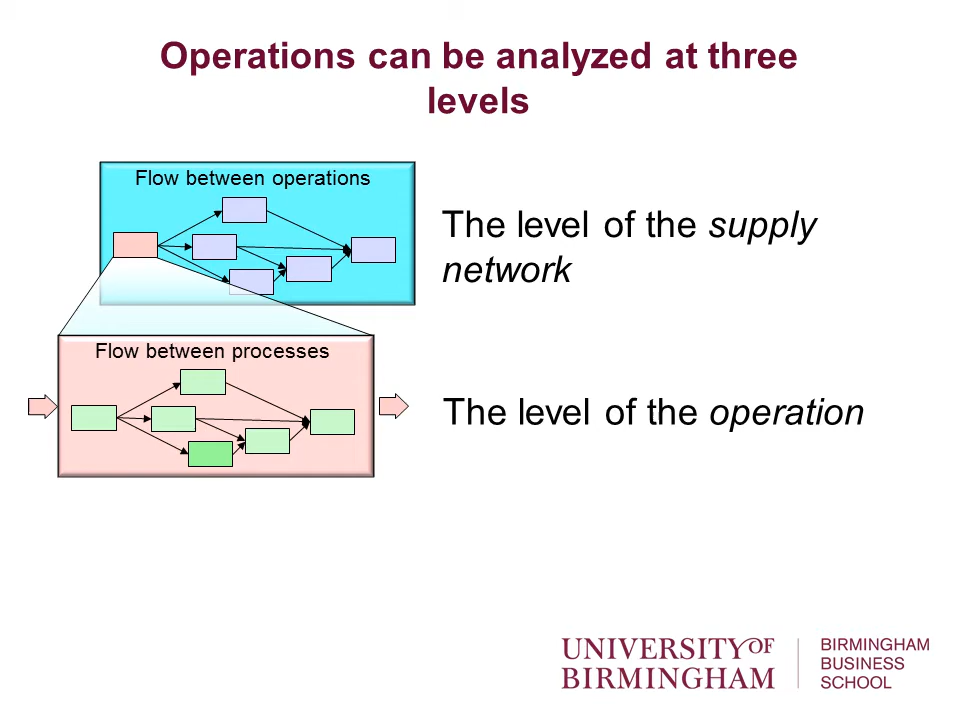 Operations can be analyzed at three
levels
Flow between operations
The level of the supply
network
Flow between processes
The level of the operation
UNIVERSITY OF
BIRMINGHAM
BIRMINGHAM
BUSINESS
SCHOOL